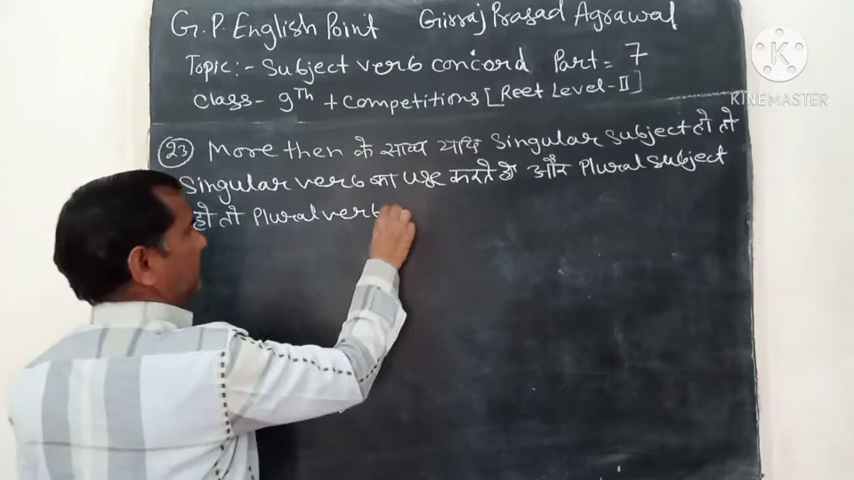 G.P. English Point Girraj Prasad Agrawal
Topic:- Subject verb concord Part = 7
Class- 9th + Competitions [Reet Level-II]
23 More then के साथ यदि Singular Subject हो तो
Singular verb का use करते है और Plural Subject
हो तो Plural verb
KINEMASTER